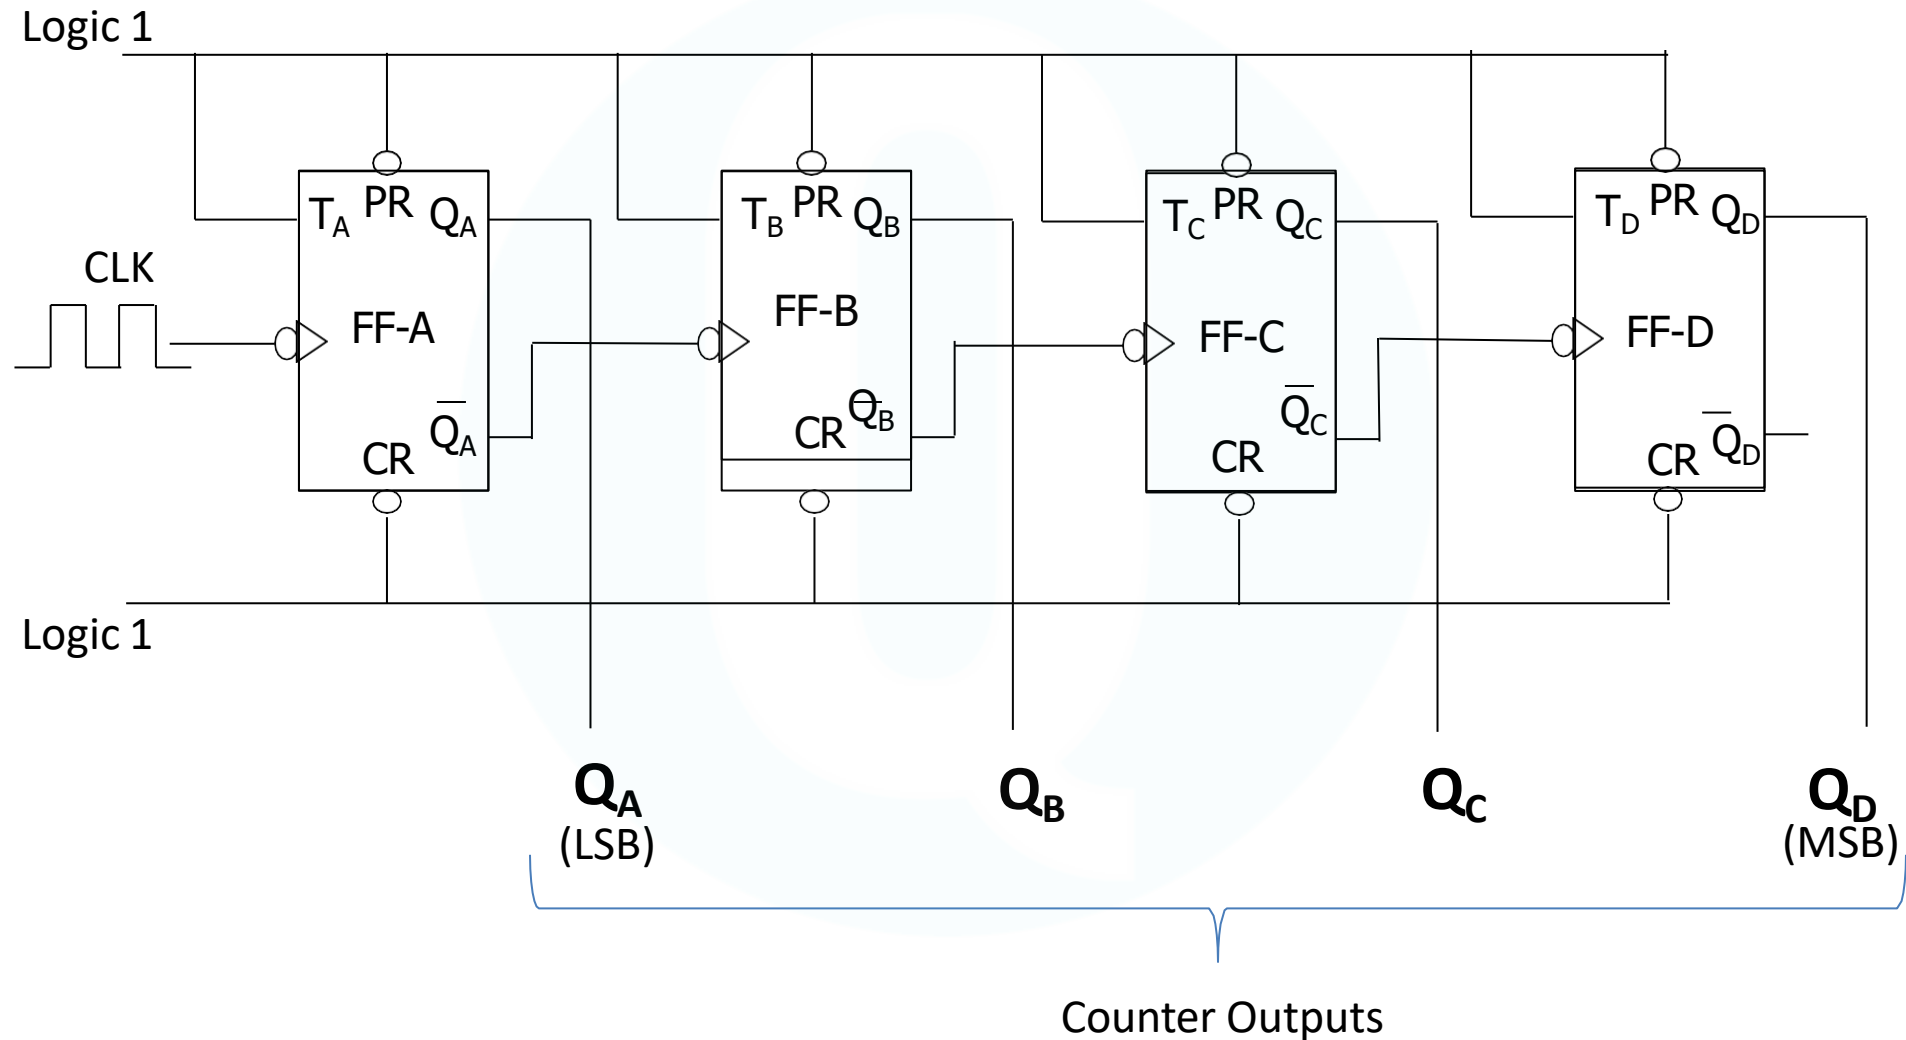 Logic 1
T_A PR Q_A
T_B PR Q_B
T_C PR Q_C
T_D PR Q_D
CLK
FF-A
FF-B
FF-C
FF-D
CR Q̅_A
CR Q̅_B
CR Q̅_C
CR Q̅_D
Logic 1
Q_A
(LSB)
Q_B
Q_C
Q_D
(MSB)
Counter Outputs